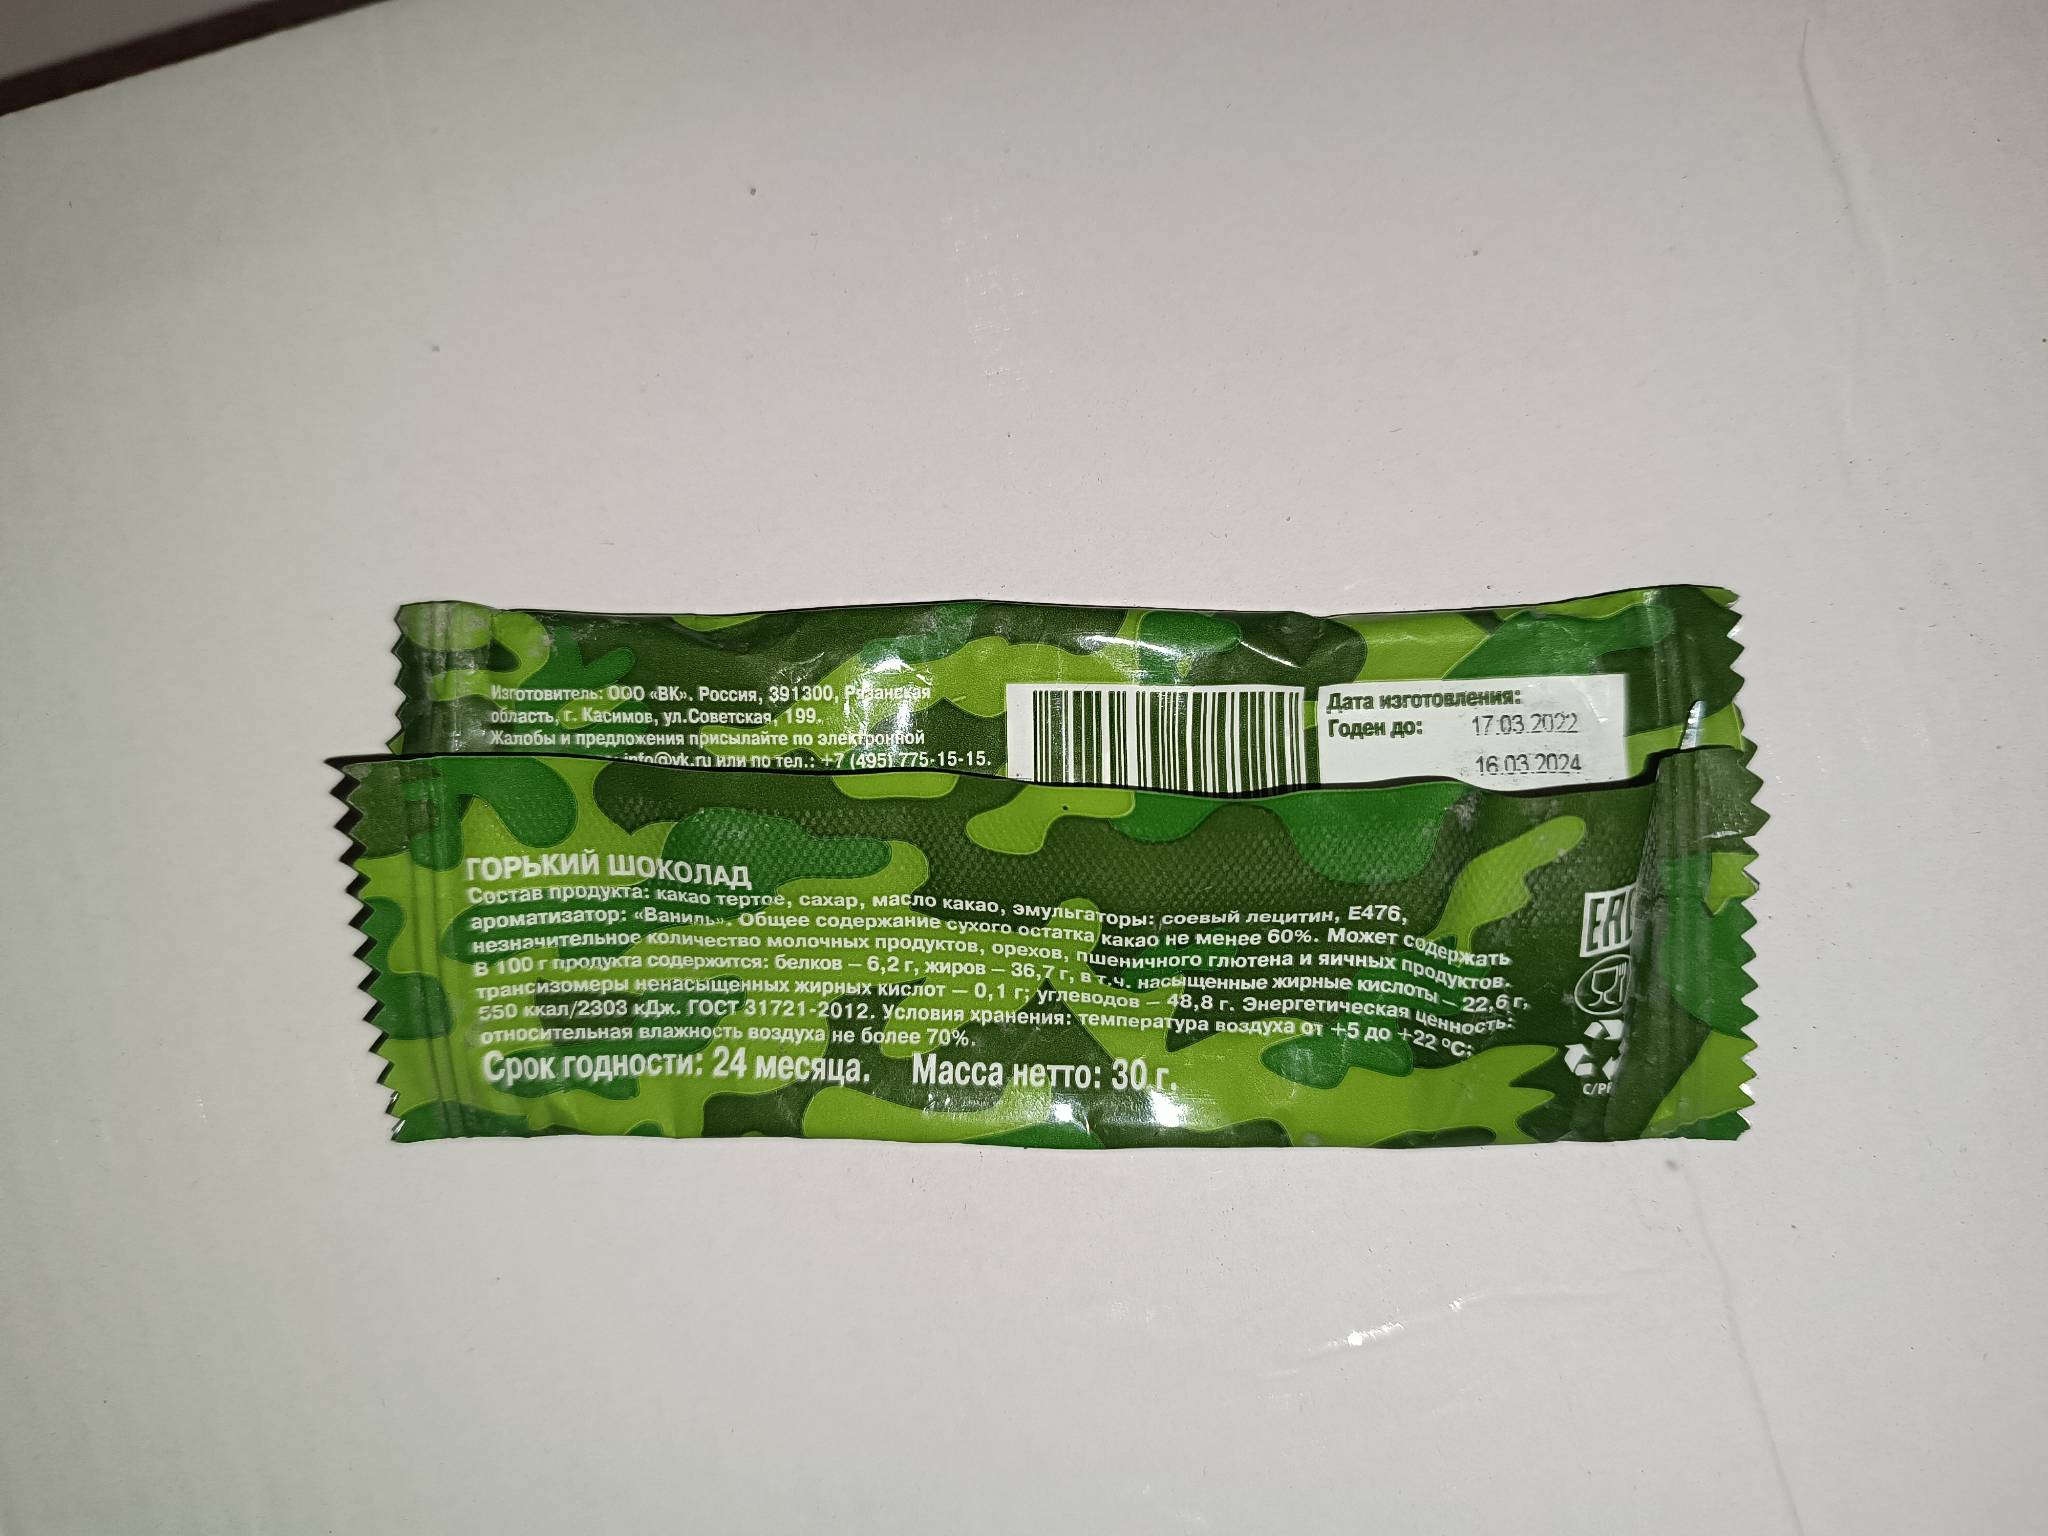 Изготовитель: ООО «ВК». Россия, 391300, Рязанская
область, г. Касимов, ул.Советская, 199.
Жалобы и предложения присылайте по электронной
info@vk.ru или по тел.: +7 (495) 775-15-15.
Дата изготовления:
Годен до: 17.03.2022
16.03.2024
ГОРЬКИЙ ШОКОЛАД
Состав продукта: какао тертое, сахар, масло какао, эмульгаторы: соевый лецитин, Е476,
ароматизатор: «Ваниль». Общее содержание сухого остатка какао не менее 60%. Может содержать
незначительное количество молочных продуктов, орехов, пшеничного глютена и яичных продуктов.
В 100 г продукта содержится: белков – 6,2 г, жиров – 36,7 г, в т.ч. насыщенные жирные кислоты – 22,6 г,
трансизомеры ненасыщенных жирных кислот – 0,1 г; углеводов – 48,8 г. Энергетическая ценность:
550 ккал/2303 кДж. ГОСТ 31721-2012. Условия хранения: температура воздуха от +5 до +22 °С;
относительная влажность воздуха не более 70%.
Срок годности: 24 месяца. Масса нетто: 30 г.
ЕАС